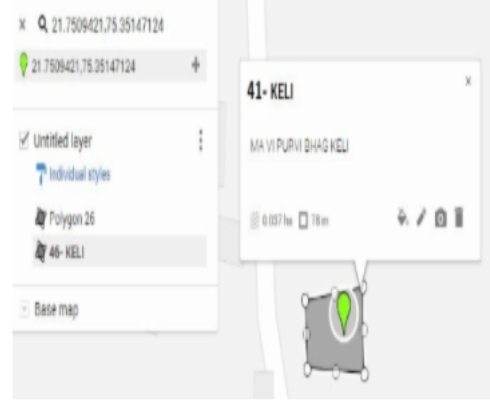 21.7509421,75.35147124
21.7509421,75.35147124
Untitled layer
Individual styles
Polygon 26
46- KELI
Base map
41- KELI
MA VI PURVI BHAG KELI
0.037 ha 78 m